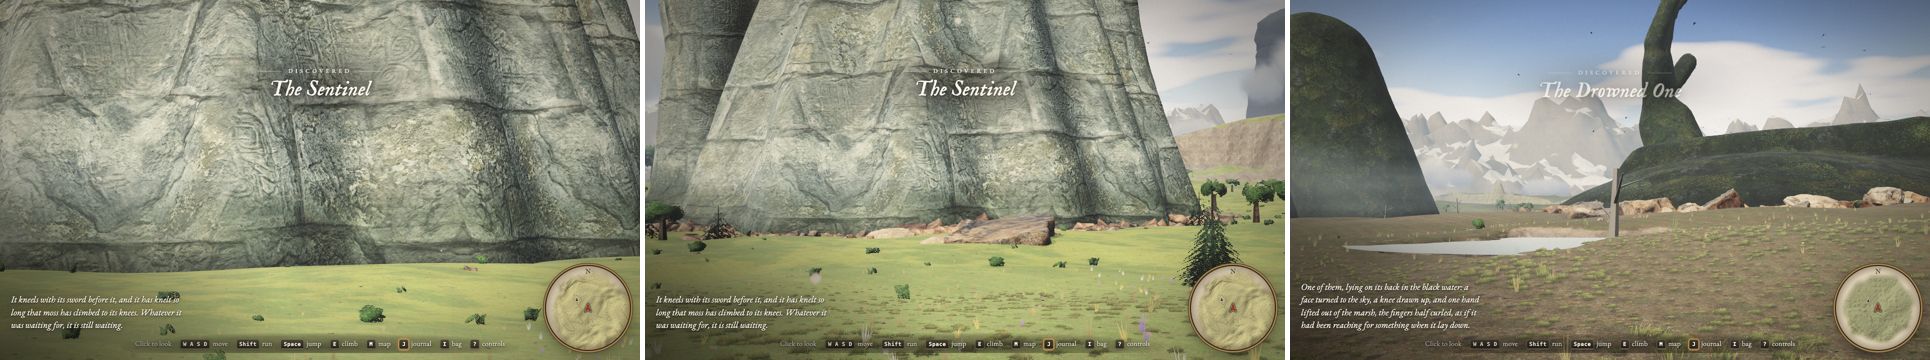 DISCOVERED
The Sentinel
It kneels with its sword before it, and it has knelt so
long that moss has climbed to its knees. Whatever it
was waiting for, it is still waiting.
N
Click to look W A S D move Shift run Space jump E climb M map J journal I bag ? controls
DISCOVERED
The Sentinel
It kneels with its sword before it, and it has knelt so
long that moss has climbed to its knees. Whatever it
was waiting for, it is still waiting.
N
Click to look W A S D move Shift run Space jump E climb M map J journal I bag ? controls
DISCOVERED
The Drowned One
One of them, lying on its back in the black water: a
face turned to the sky, a knee drawn up, and one hand
lifted out of the marsh, the fingers half curled, as if it
had been reaching for something when it lay down.
N
Click to look W A S D move Shift run Space jump E climb M map J journal I bag ? controls